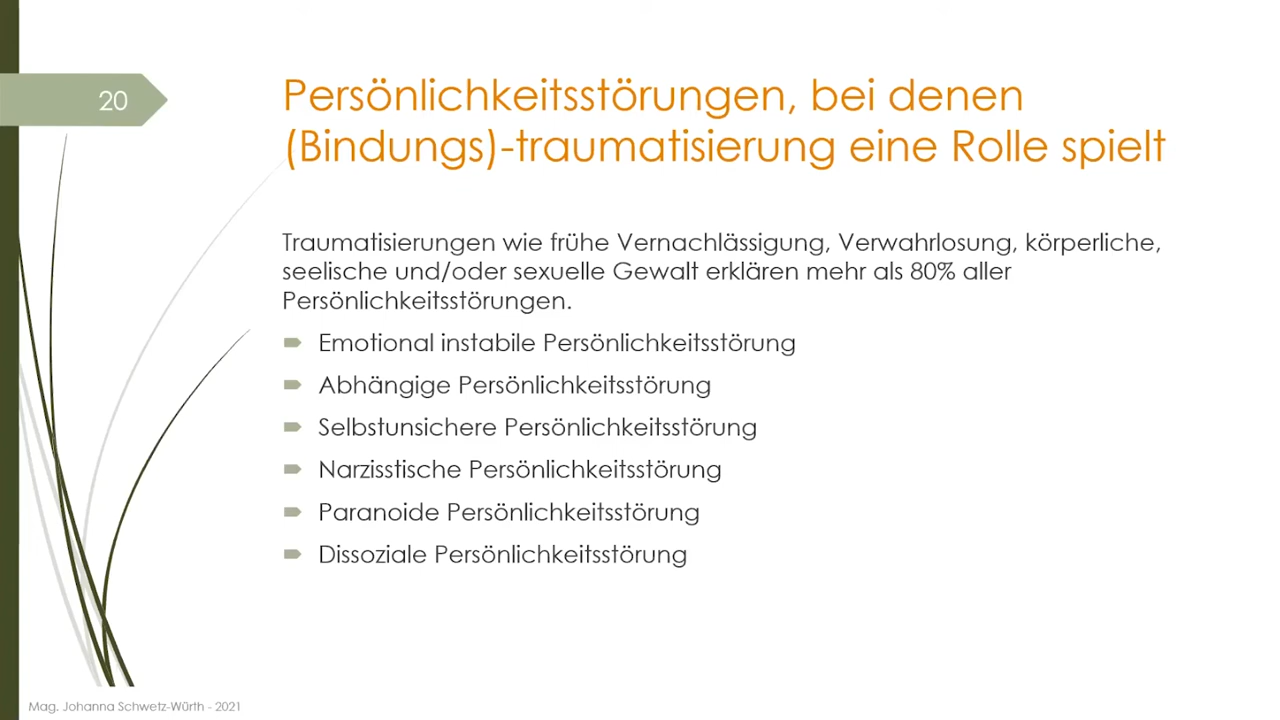 20
Persönlichkeitsstörungen, bei denen
(Bindungs)-traumatisierung eine Rolle spielt
Traumatisierungen wie frühe Vernachlässigung, Verwahrlosung, körperliche,
seelische und/oder sexuelle Gewalt erklären mehr als 80% aller
Persönlichkeitsstörungen.
Emotional instabile Persönlichkeitsstörung
Abhängige Persönlichkeitsstörung
Selbstunsichere Persönlichkeitsstörung
Narzisstische Persönlichkeitsstörung
Paranoide Persönlichkeitsstörung
Dissoziale Persönlichkeitsstörung
Mag. Johanna Schwetz-Würth - 2021